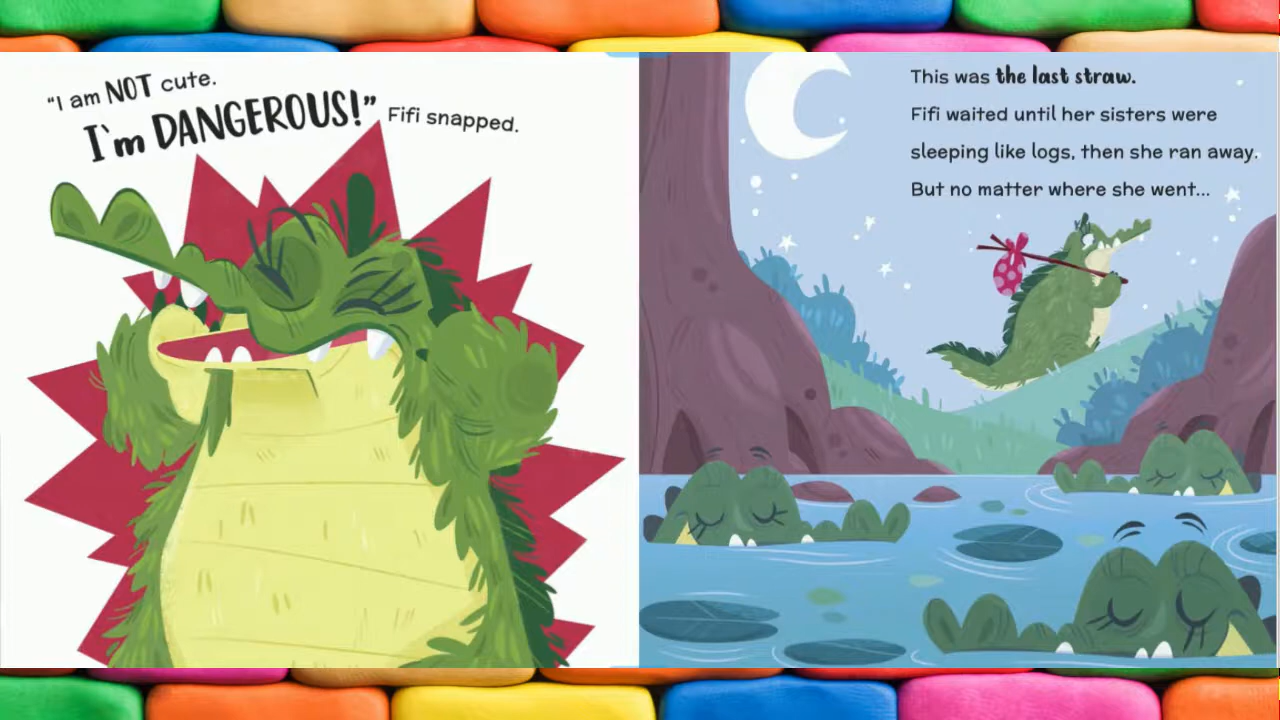 “I am NOT cute.
I'm DANGEROUS!” Fifi snapped.
This was the last straw.
Fifi waited until her sisters were
sleeping like logs, then she ran away.
But no matter where she went...